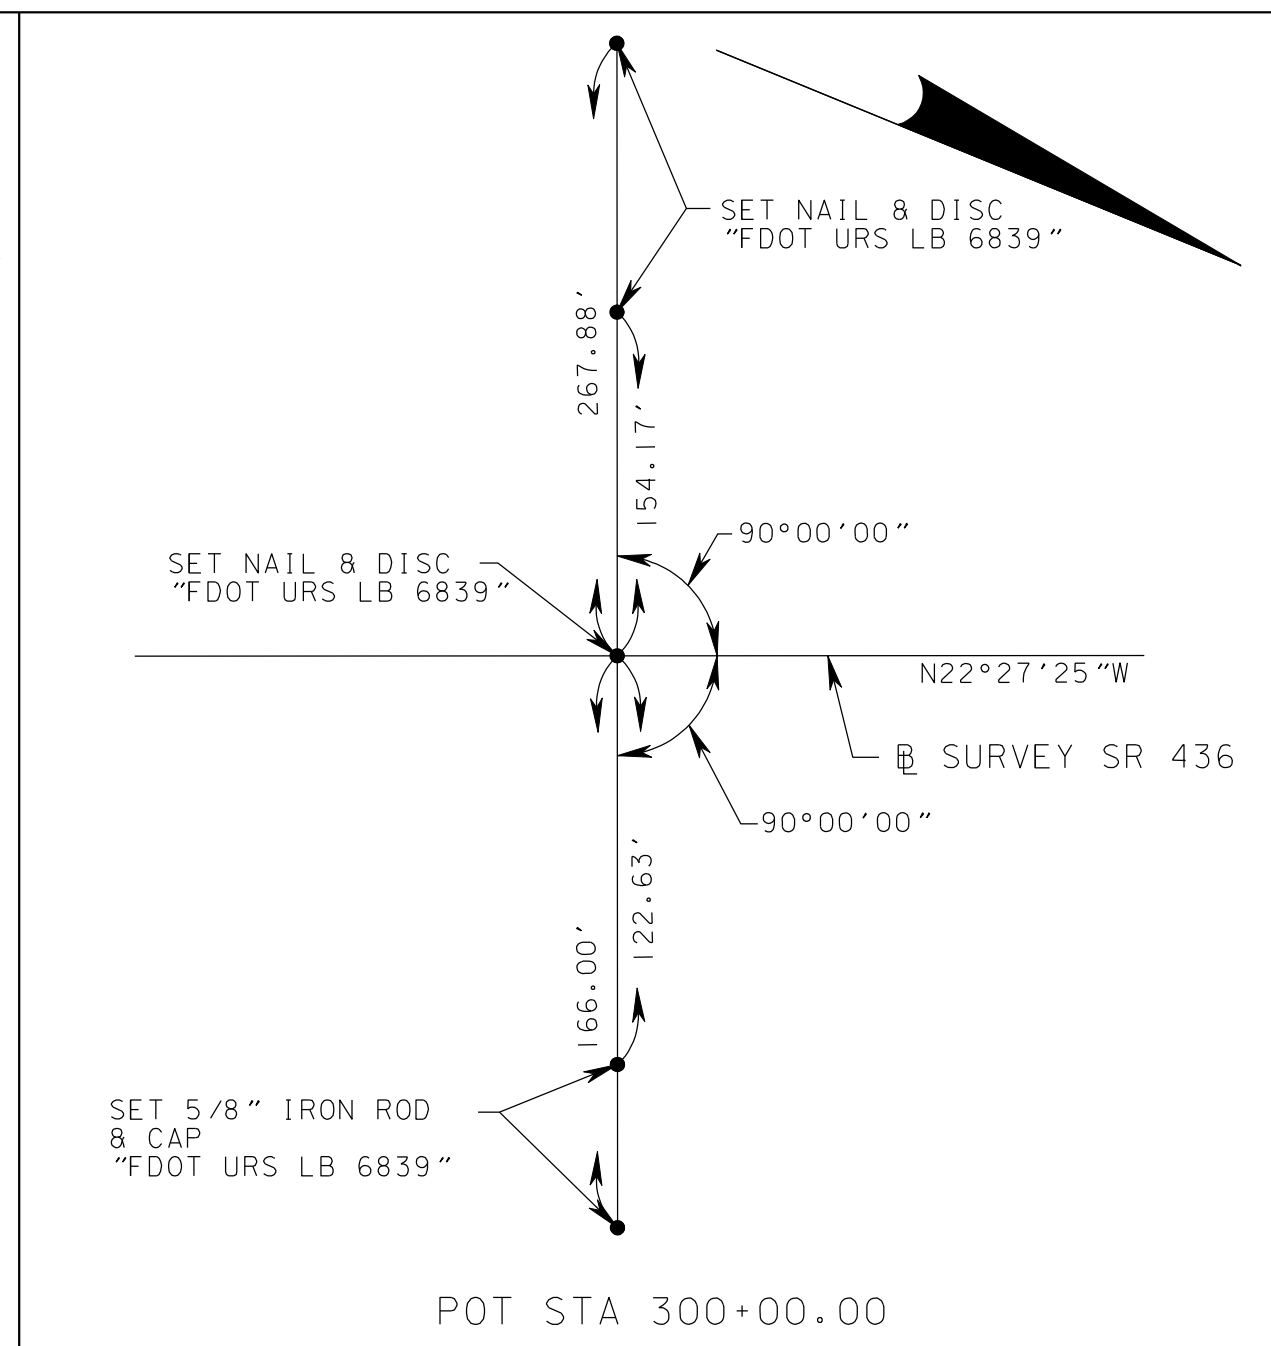 SET NAIL & DISC
"FDOT URS LB 6839"
267.88'
154.17'
90°00'00"
SET NAIL & DISC
"FDOT URS LB 6839"
N22°27'25"W
BL SURVEY SR 436
90°00'00"
122.63'
166.00'
SET 5/8" IRON ROD
& CAP
"FDOT URS LB 6839"
POT STA 300+00.00